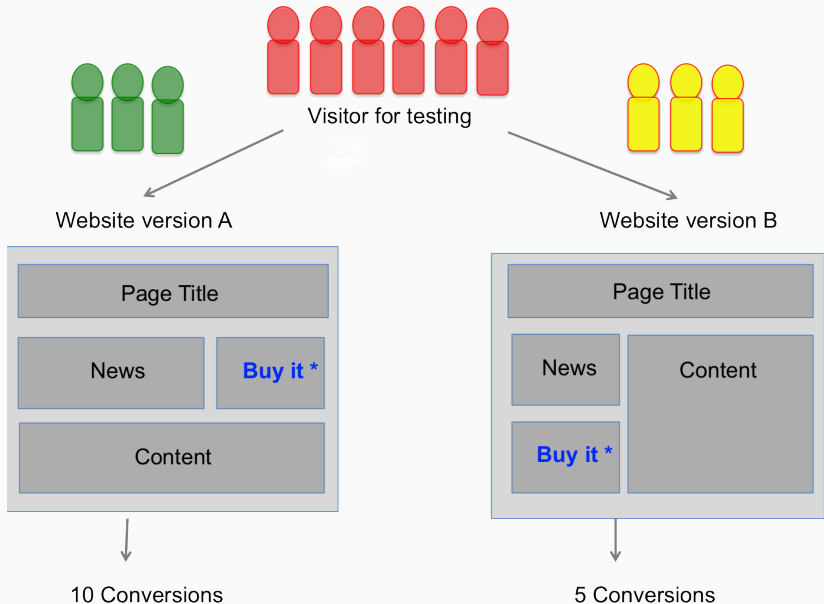 Visitor for testing
Website version A
Page Title
News
Buy it *
Content
10 Conversions
Website version B
Page Title
News
Content
Buy it *
5 Conversions